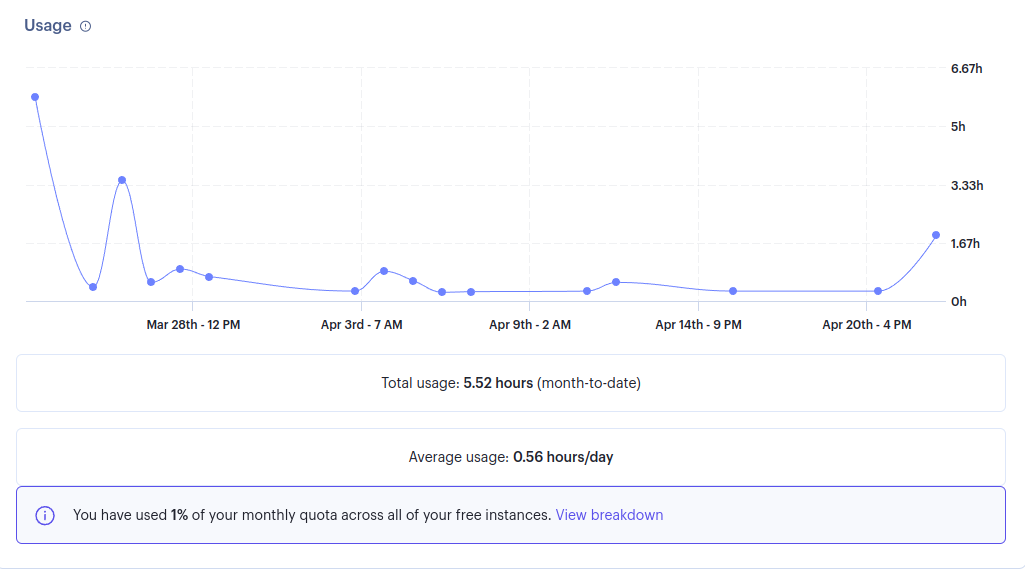 Usage
6.67h
5h
3.33h
1.67h
0h
Mar 28th - 12 PM
Apr 3rd - 7 AM
Apr 9th - 2 AM
Apr 14th - 9 PM
Apr 20th - 4 PM
Total usage: 5.52 hours (month-to-date)
Average usage: 0.56 hours/day
You have used 1% of your monthly quota across all of your free instances. View breakdown